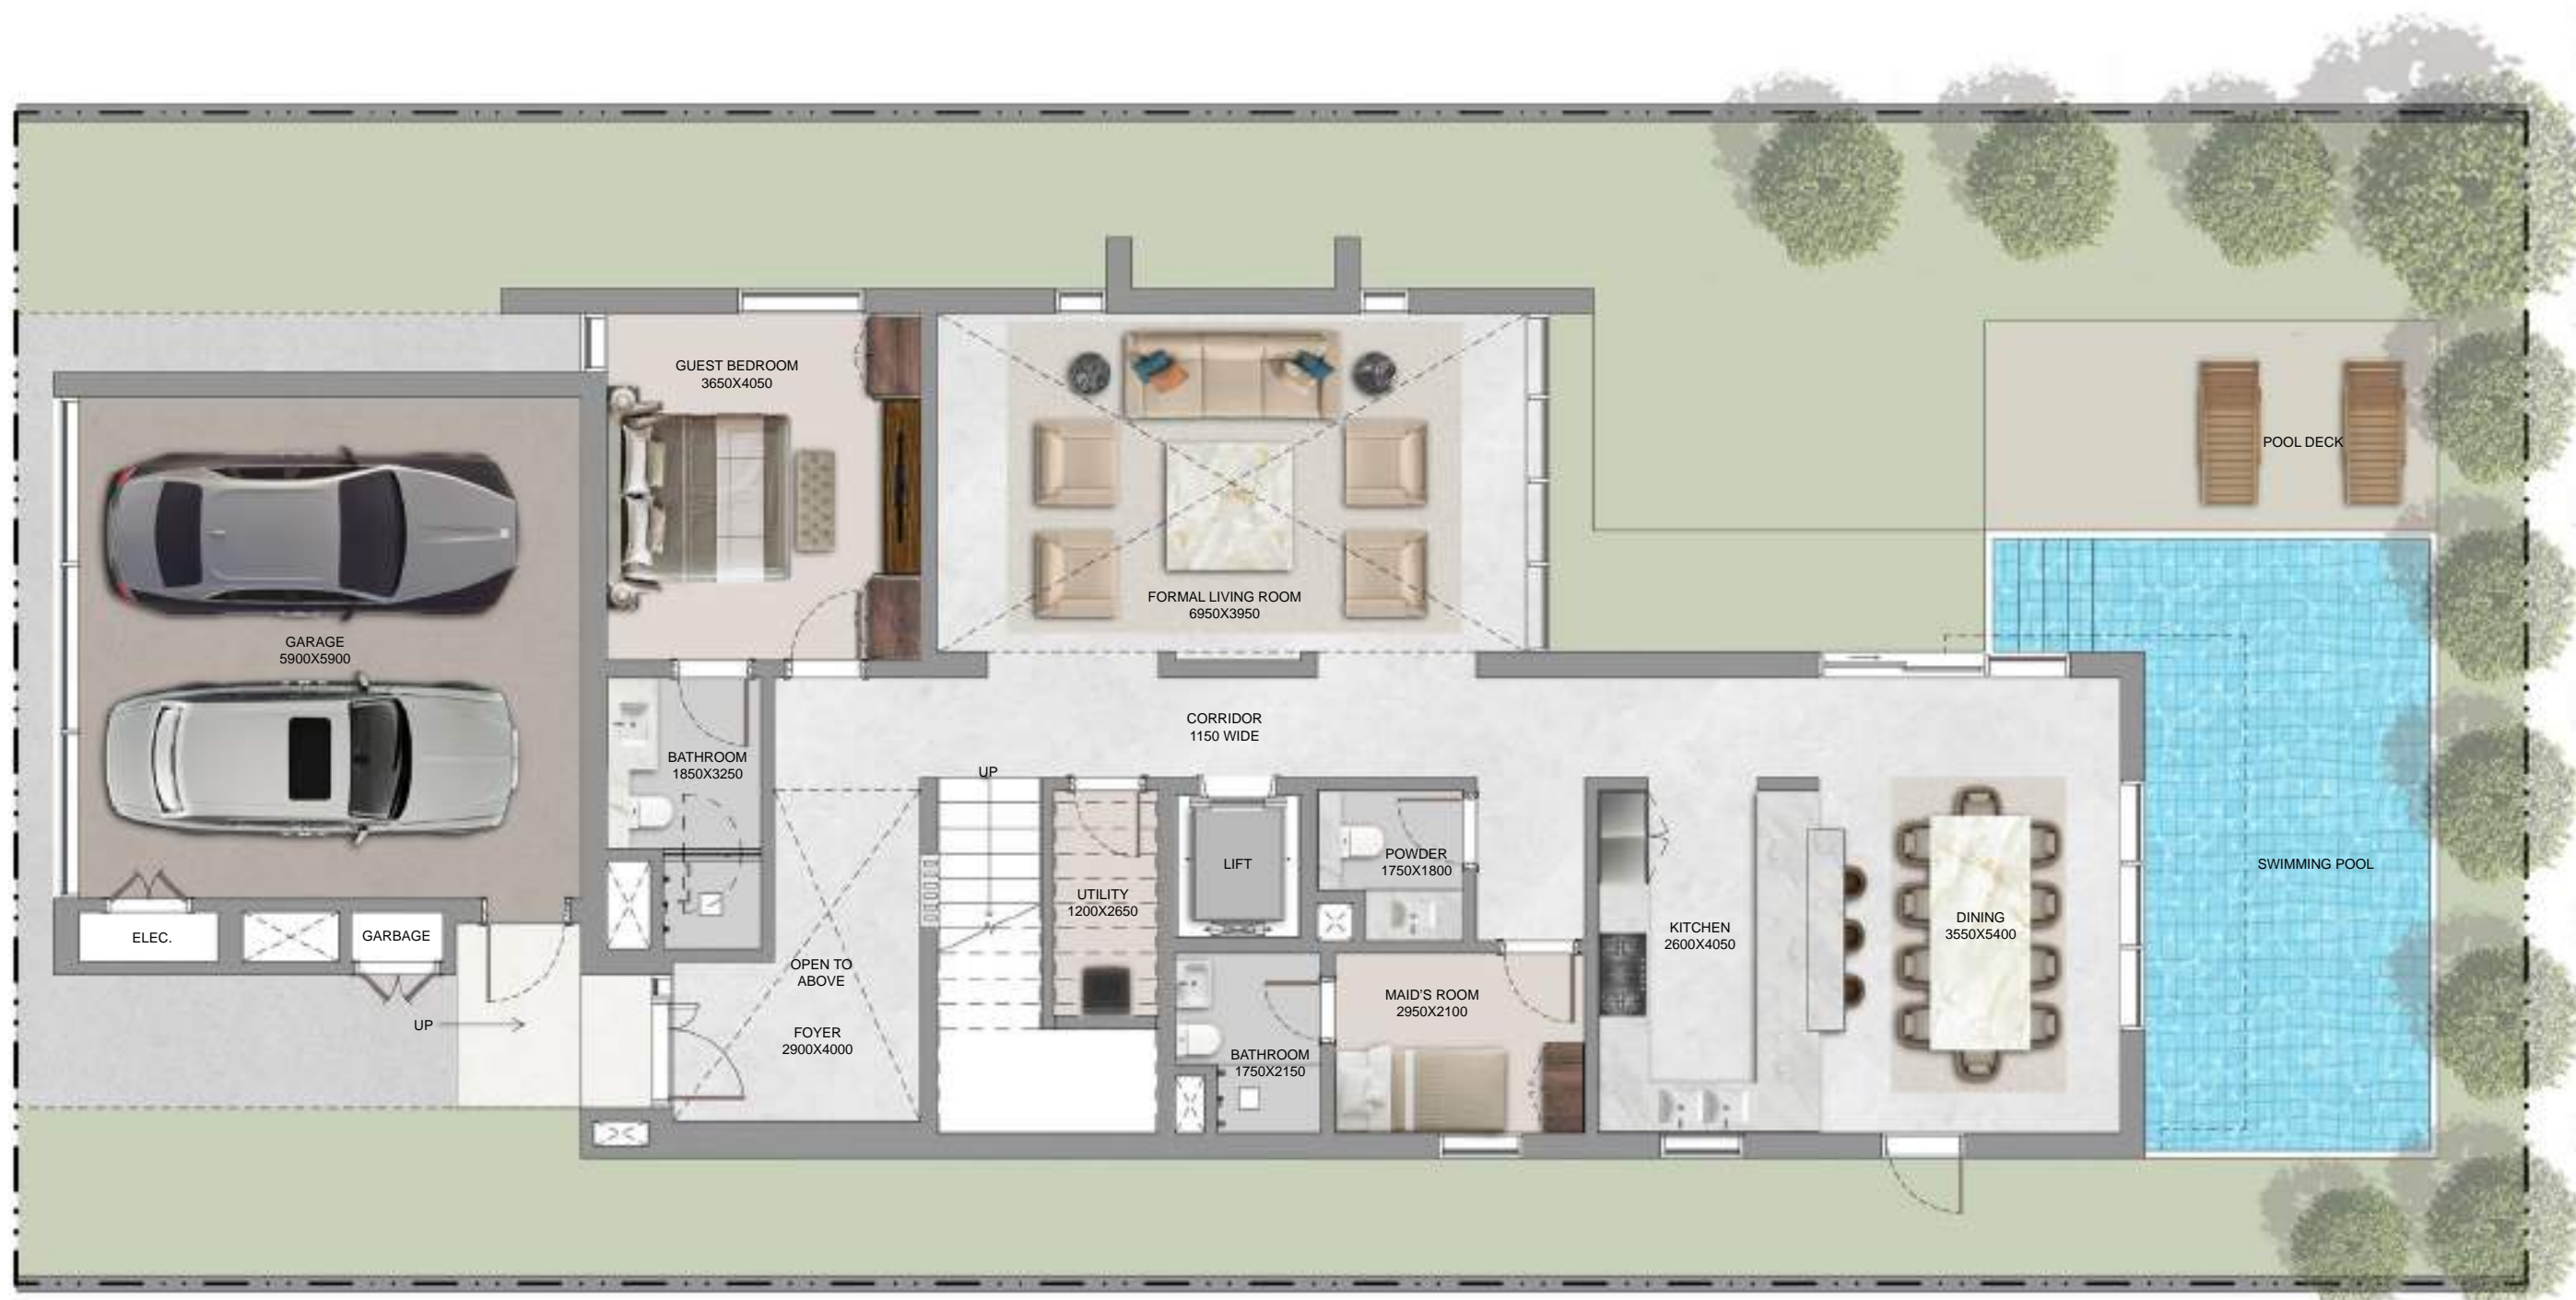 GUEST BEDROOM
3650X4050
POOL DECK
FORMAL LIVING ROOM
6950X3950
GARAGE
5900X5900
CORRIDOR
1150 WIDE
BATHROOM
1850X3250
UP
LIFT
POWDER
1750X1800
SWIMMING POOL
UTILITY
1200X2650
KITCHEN
2600X4050
DINING
3550X5400
ELEC.
GARBAGE
OPEN TO
ABOVE
MAID'S ROOM
2950X2100
UP
FOYER
2900X4000
BATHROOM
1750X2150